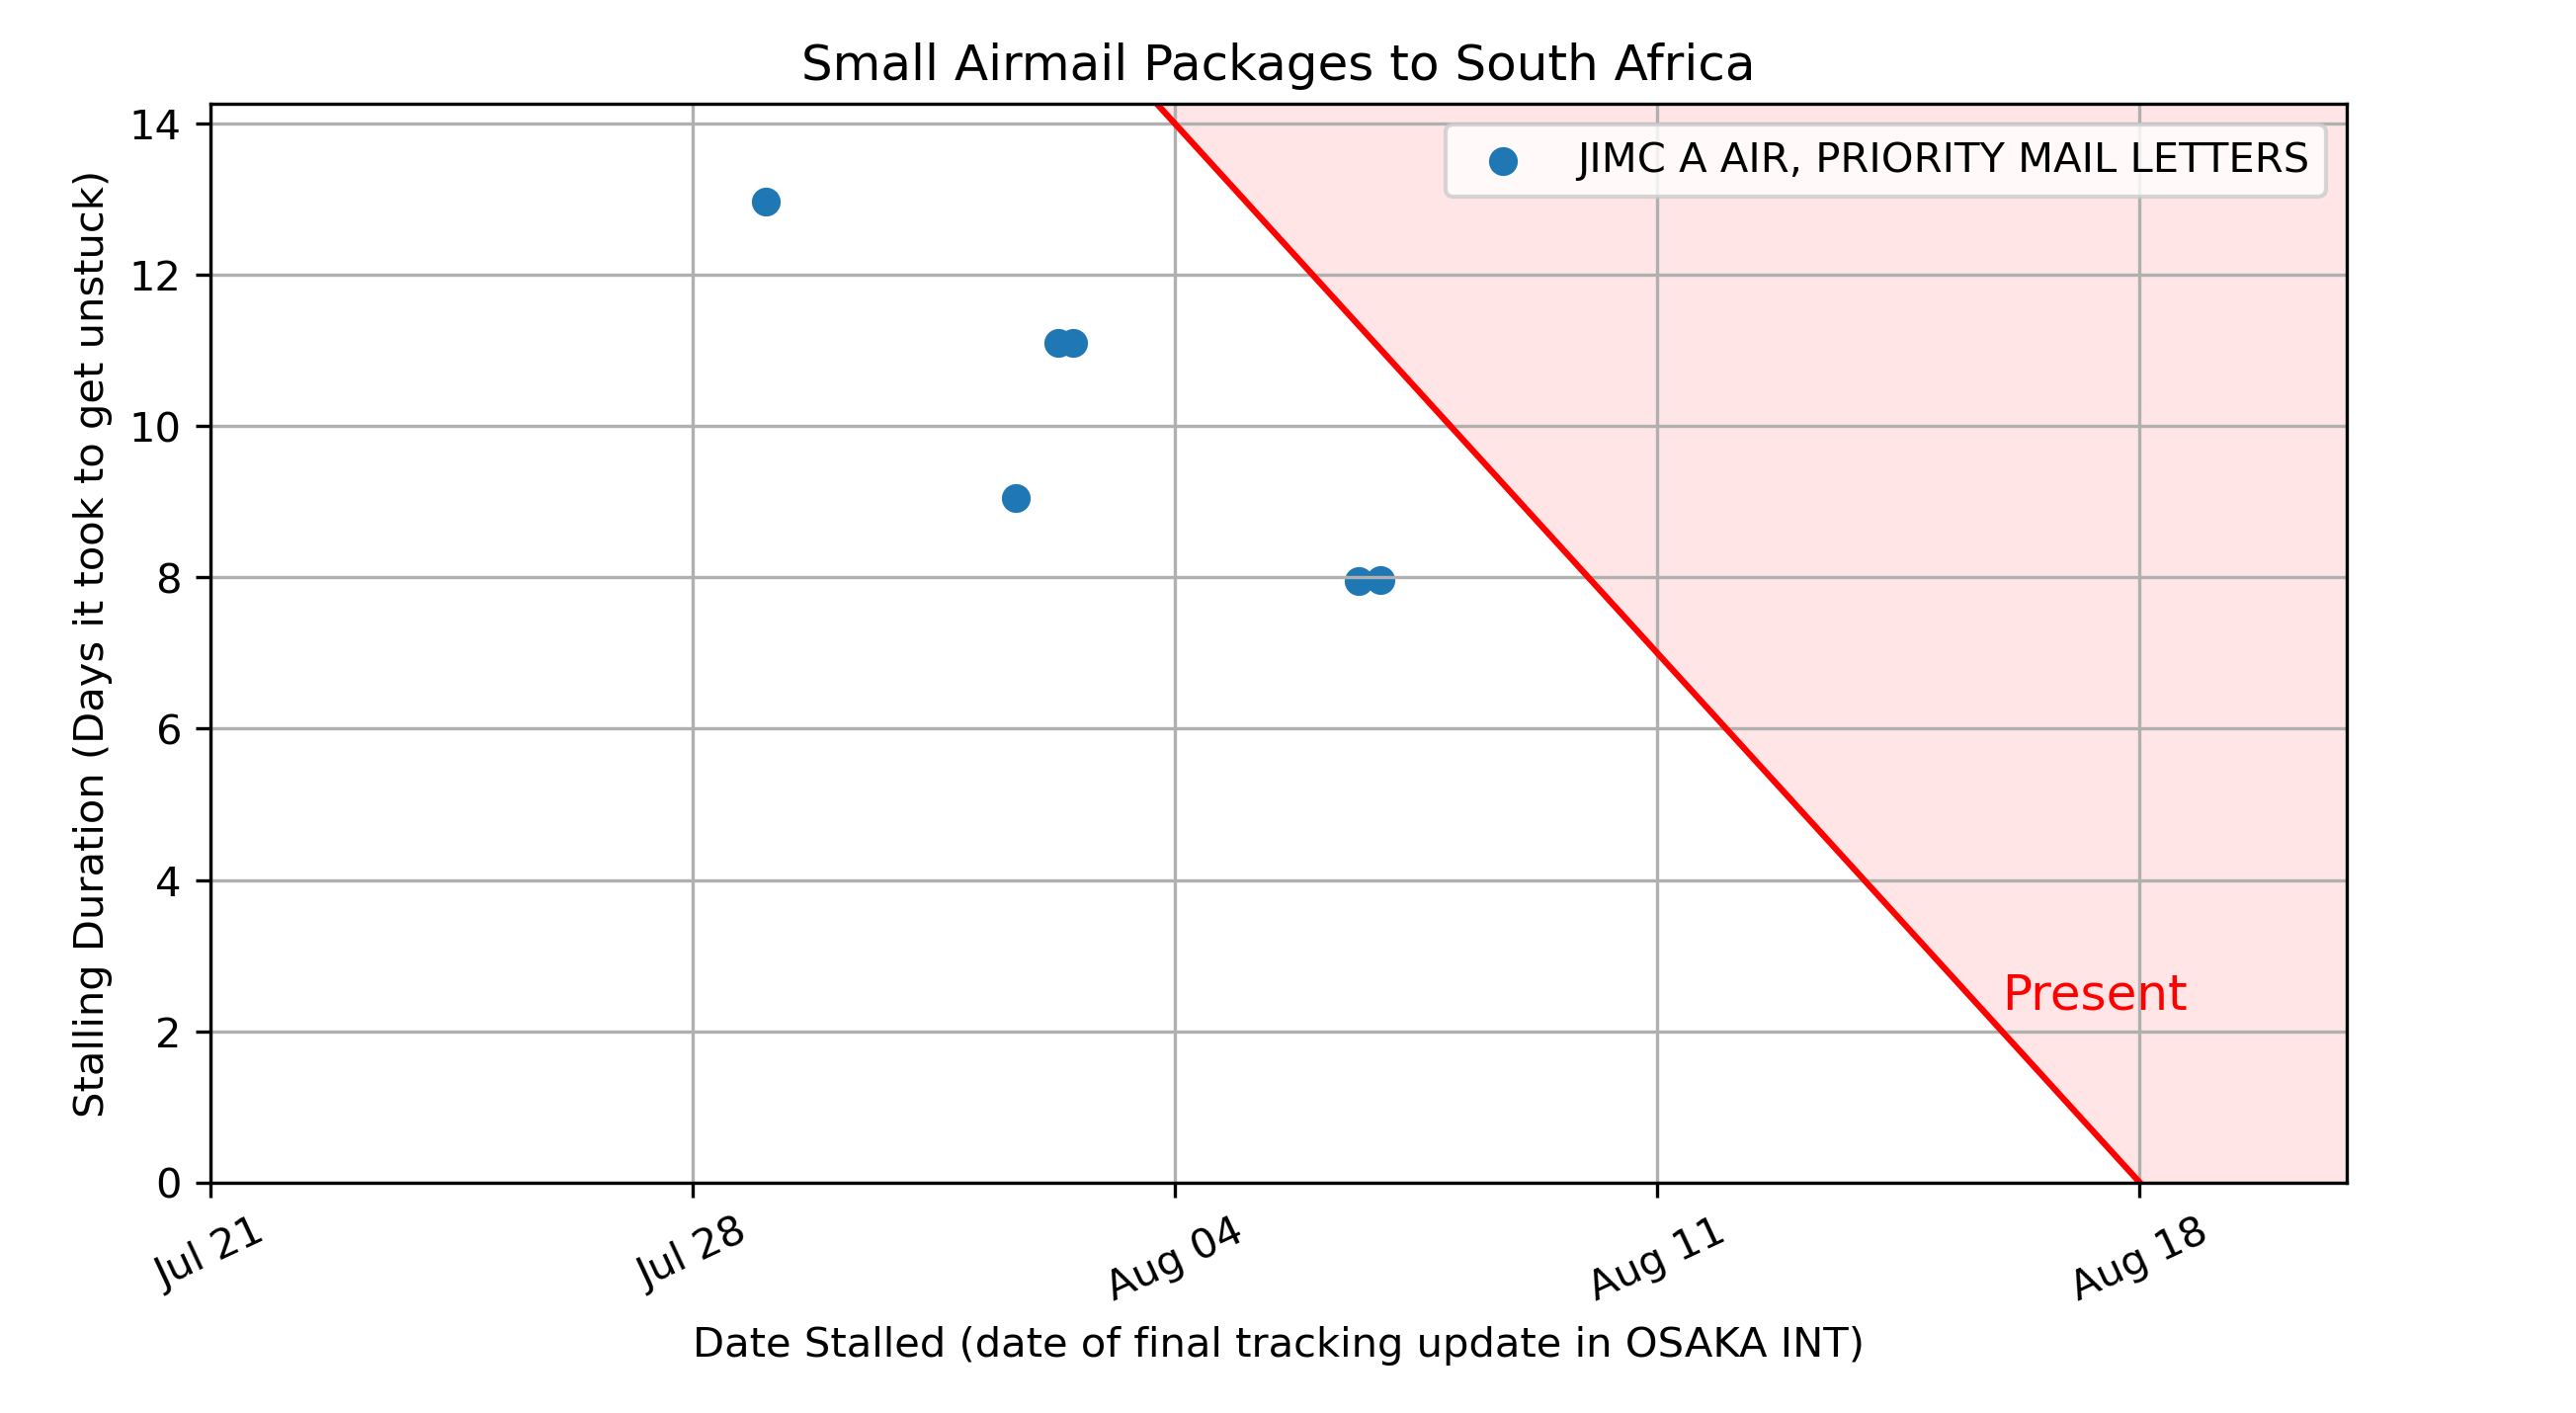 Small Airmail Packages to South Africa
JIMC A AIR, PRIORITY MAIL LETTERS
Stalling Duration (Days it took to get unstuck)
14
12
10
8
6
4
2
0
Present
Jul 21
Jul 28
Aug 04
Aug 11
Aug 18
Date Stalled (date of final tracking update in OSAKA INT)